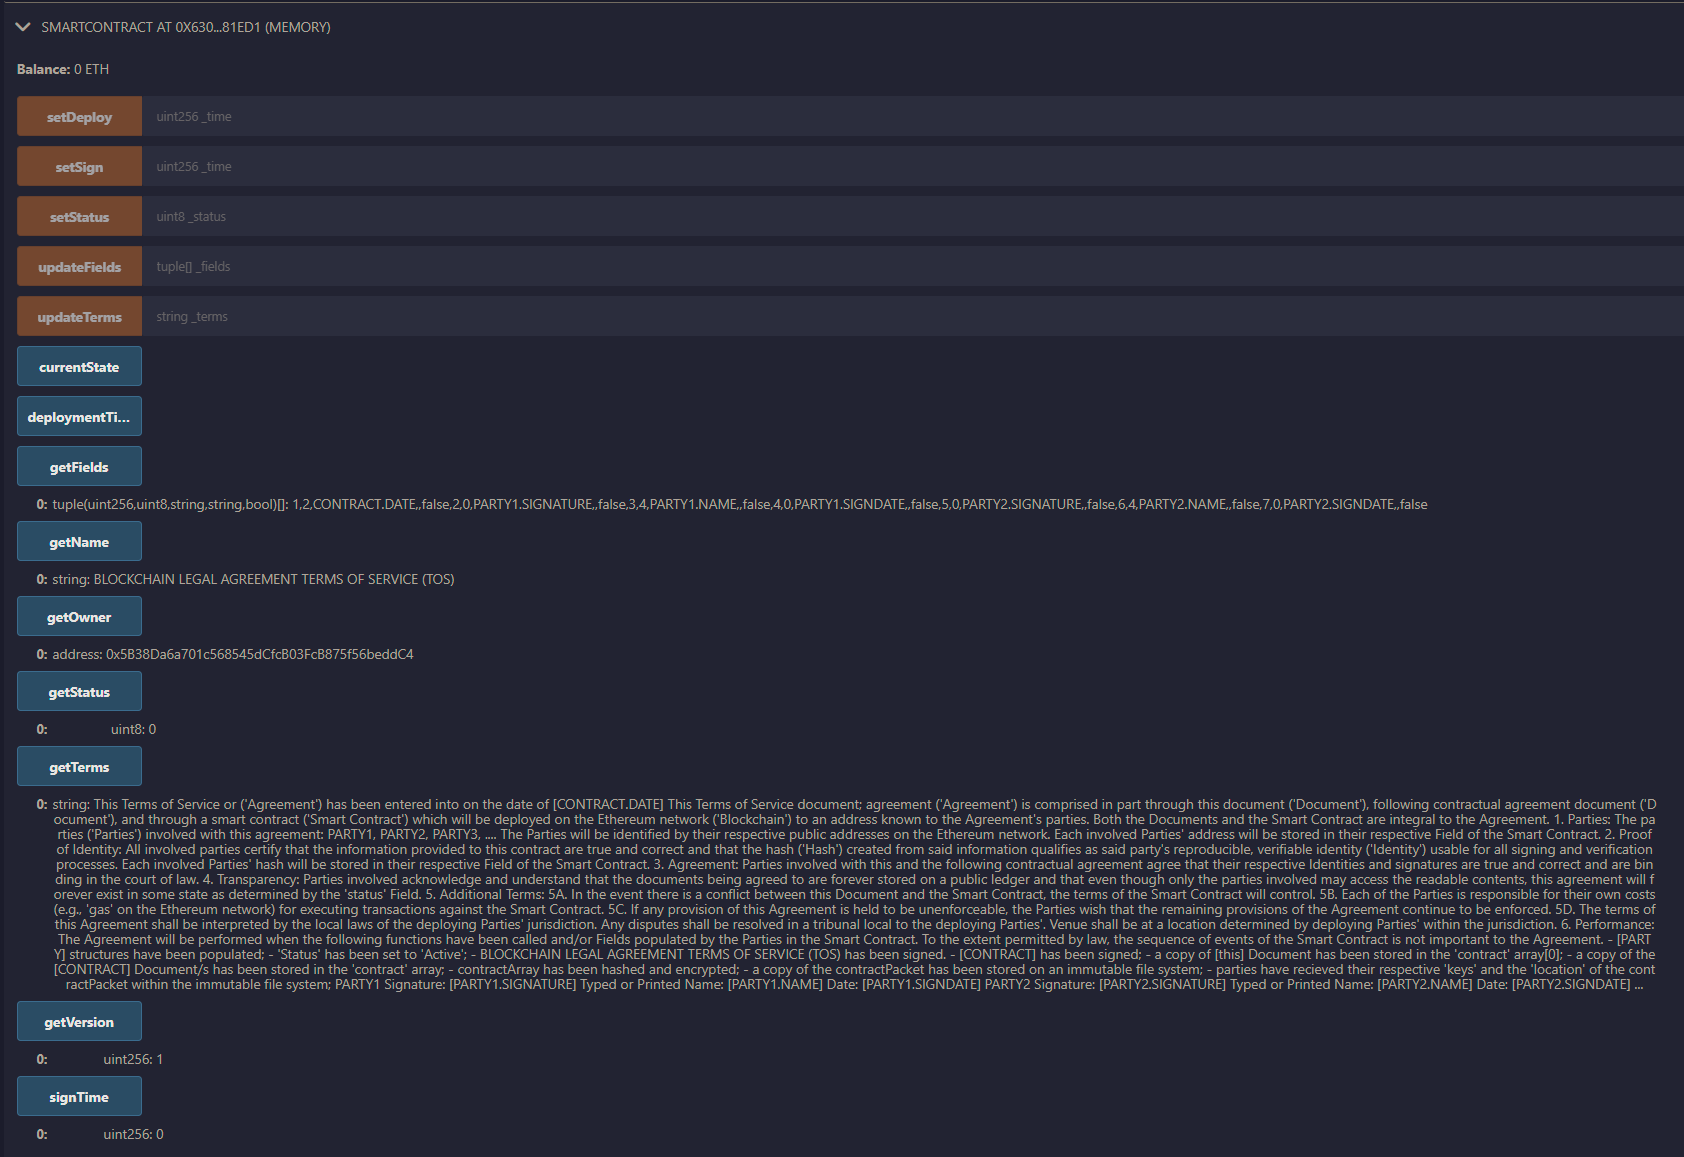 SMARTCONTRACT AT 0X630...81ED1 (MEMORY)
Balance: 0 ETH
setDeploy uint256 _time
setSign uint256 _time
setStatus uint8 _status
updateFields tuple[] _fields
updateTerms string _terms
currentState
deploymentTi...
getFields
0: tuple(uint256,uint8,string,string,bool)[]: 1,2,CONTRACT.DATE,,false,2,0,PARTY1.SIGNATURE,,false,3,4,PARTY1.NAME,,false,4,0,PARTY1.SIGNDATE,,false,5,0,PARTY2.SIGNATURE,,false,6,4,PARTY2.NAME,,false,7,0,PARTY2.SIGNDATE,,false
getName
0: string: BLOCKCHAIN LEGAL AGREEMENT TERMS OF SERVICE (TOS)
getOwner
0: address: 0x5B38Da6a701c568545dCfcB03FcB875f56beddC4
getStatus
0: uint8: 0
getTerms
0: string: This Terms of Service or ('Agreement') has been entered into on the date of [CONTRACT.DATE] This Terms of Service document; agreement ('Agreement') is comprised in part through this document ('Document'), following contractual agreement document ('D
ocument'), and through a smart contract ('Smart Contract') which will be deployed on the Ethereum network ('Blockchain') to an address known to the Agreement's parties. Both the Documents and the Smart Contract are integral to the Agreement. 1. Parties: The pa
rties ('Parties') involved with this agreement: PARTY1, PARTY2, PARTY3, .... The Parties will be identified by their respective public addresses on the Ethereum network. Each involved Parties' address will be stored in their respective Field of the Smart Contract. 2. Proof
of Identity: All involved parties certify that the information provided to this contract are true and correct and that the hash ('Hash') created from said information qualifies as said party's reproducible, verifiable identity ('Identity') usable for all signing and verification
processes. Each involved Parties' hash will be stored in their respective Field of the Smart Contract. 3. Agreement: Parties involved with this and the following contractual agreement agree that their respective Identities and signatures are true and correct and are bin
ding in the court of law. 4. Transparency: Parties involved acknowledge and understand that the documents being agreed to are forever stored on a public ledger and that even though only the parties involved may access the readable contents, this agreement will f
orever exist in some state as determined by the 'status' Field. 5. Additional Terms: 5A. In the event there is a conflict between this Document and the Smart Contract, the terms of the Smart Contract will control. 5B. Each of the Parties is responsible for their own costs
(e.g., 'gas' on the Ethereum network) for executing transactions against the Smart Contract. 5C. If any provision of this Agreement is held to be unenforceable, the Parties wish that the remaining provisions of the Agreement continue to be enforced. 5D. The terms of
this Agreement shall be interpreted by the local laws of the deploying Parties' jurisdiction. Any disputes shall be resolved in a tribunal local to the deploying Parties'. Venue shall be at a location determined by deploying Parties' within the jurisdiction. 6. Performance:
The Agreement will be performed when the following functions have been called and/or Fields populated by the Parties in the Smart Contract. To the extent permitted by law, the sequence of events of the Smart Contract is not important to the Agreement. - [PART
Y] structures have been populated; - 'Status' has been set to 'Active'; - BLOCKCHAIN LEGAL AGREEMENT TERMS OF SERVICE (TOS) has been signed. - [CONTRACT] has been signed; - a copy of [this] Document has been stored in the 'contract' array[0]; - a copy of the
[CONTRACT] Document/s has been stored in the 'contract' array; - contractArray has been hashed and encrypted; - a copy of the contractPacket has been stored on an immutable file system; - parties have recieved their respective 'keys' and the 'location' of the cont
ractPacket within the immutable file system; PARTY1 Signature: [PARTY1.SIGNATURE] Typed or Printed Name: [PARTY1.NAME] Date: [PARTY1.SIGNDATE] PARTY2 Signature: [PARTY2.SIGNATURE] Typed or Printed Name: [PARTY2.NAME] Date: [PARTY2.SIGNDATE] ...
getVersion
0: uint256: 1
signTime
0: uint256: 0